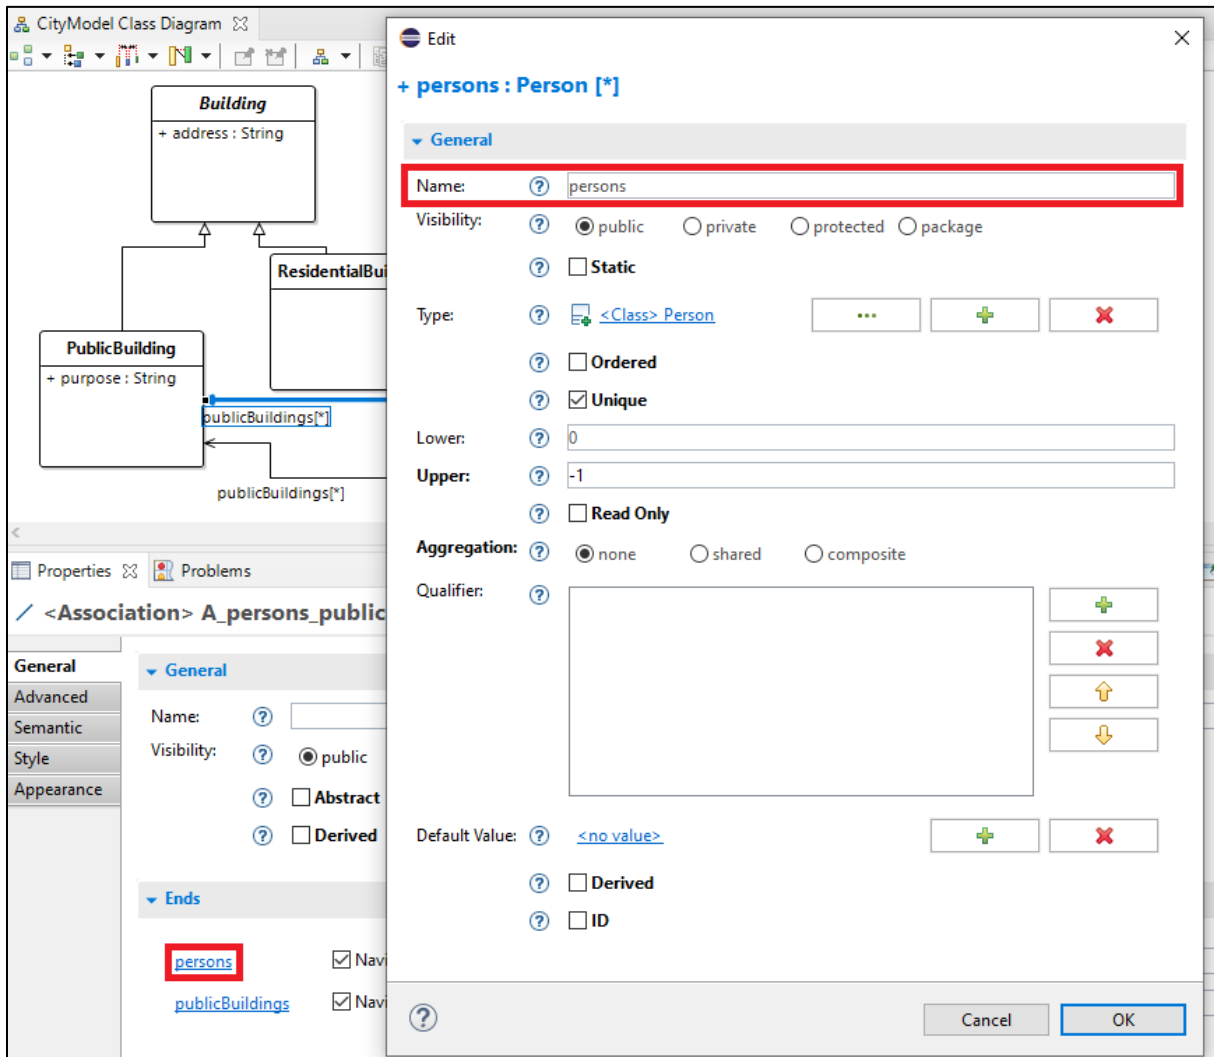 CityModel Class Diagram
Building
+ address : String
ResidentialBui
PublicBuilding
+ purpose : String
publicBuildings[*]
publicBuildings[*]
Properties
Problems
<Association> A_persons_public
General
Advanced
Semantic
Style
Appearance
General
Name:
Visibility:
public
Abstract
Derived
Ends
persons
Navi
publicBuildings
Navi
Edit
+ persons : Person [*]
General
Name:
persons
Visibility:
public
private
protected
package
Static
Type:
<Class> Person
...
Ordered
Unique
Lower:
0
Upper:
-1
Read Only
Aggregation:
none
shared
composite
Qualifier:
Default Value:
<no value>
Derived
ID
Cancel
OK